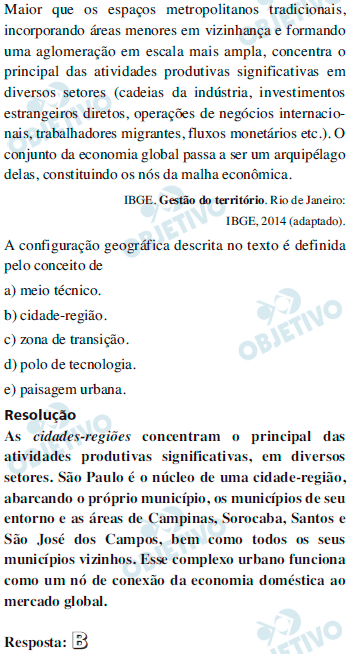 Maior que os espaços metropolitanos tradicionais,
incorporando áreas menores em vizinhança e formando
uma aglomeração em escala mais ampla, concentra o
principal das atividades produtivas significativas em
diversos setores (cadeias da indústria, investimentos
estrangeiros diretos, operações de negócios internacio-
nais, trabalhadores migrantes, fluxos monetários etc.). O
conjunto da economia global passa a ser um arquipélago
delas, constituindo os nós da malha econômica.
IBGE. Gestão do território. Rio de Janeiro:
IBGE, 2014 (adaptado).
A configuração geográfica descrita no texto é definida
pelo conceito de
a) meio técnico.
b) cidade-região.
c) zona de transição.
d) polo de tecnologia.
e) paisagem urbana.
Resolução
As cidades-regiões concentram o principal das
atividades produtivas significativas, em diversos
setores. São Paulo é o núcleo de uma cidade-região,
abarcando o próprio município, os municípios de seu
entorno e as áreas de Campinas, Sorocaba, Santos e
São José dos Campos, bem como todos os seus
municípios vizinhos. Esse complexo urbano funciona
como um nó de conexão da economia doméstica ao
mercado global.
Resposta: B
OBJETIVO
OBJETIVO
OBJETIVO
OBJETIVO
OBJETIVO
OBJETIVO
OBJETIVO